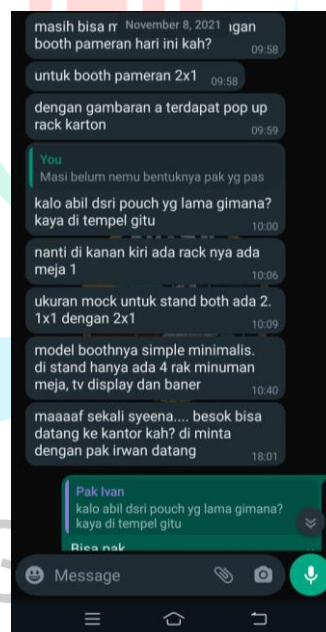 masih bisa m
November 8, 2021
booth pameran hari ini kah? 09:58
untuk booth pameran 2x1 09:58
dengan gambaran a terdapat pop up
rack karton 09:59
You
Masi belum nemu bentuknya pak yg pas
kalo abil dsri pouch yg lama gimana?
kaya di tempel gitu 10:00
nanti di kanan kiri ada rack nya ada
meja 1 10:06
ukuran mock untuk stand both ada 2.
1x1 dengan 2x1 10:09
model boothnya simple minimalis.
di stand hanya ada 4 rak minuman
meja, tv display dan baner 10:40
maaaf sekali syeena.... besok bisa
datang ke kantor kah? di minta
dengan pak irwan datang 18:01
Pak Ivan
kalo abil dsri pouch yg lama gimana?
kaya di tempel gitu
Bisa pak
Message